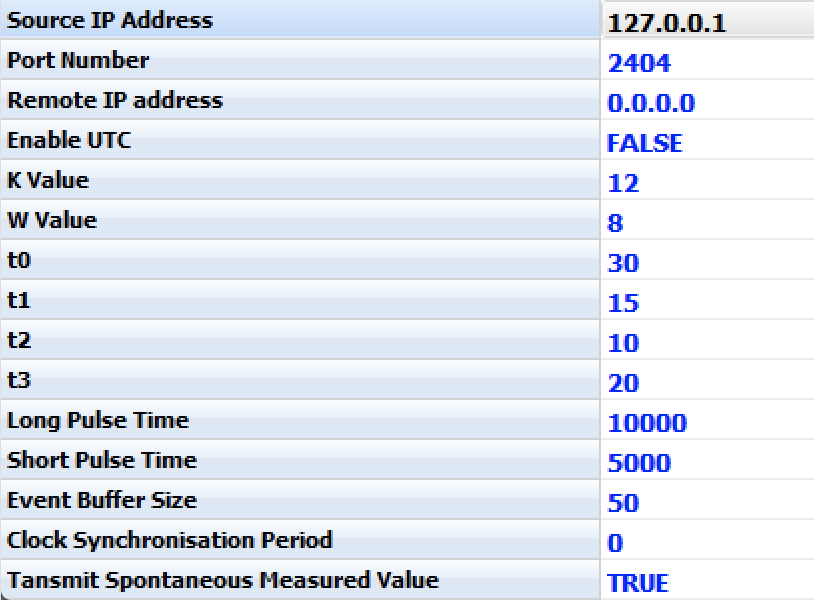 Source IP Address 127.0.0.1
Port Number 2404
Remote IP address 0.0.0.0
Enable UTC FALSE
K Value 12
W Value 8
t0 30
t1 15
t2 10
t3 20
Long Pulse Time 10000
Short Pulse Time 5000
Event Buffer Size 50
Clock Synchronisation Period 0
Tansmit Spontaneous Measured Value TRUE